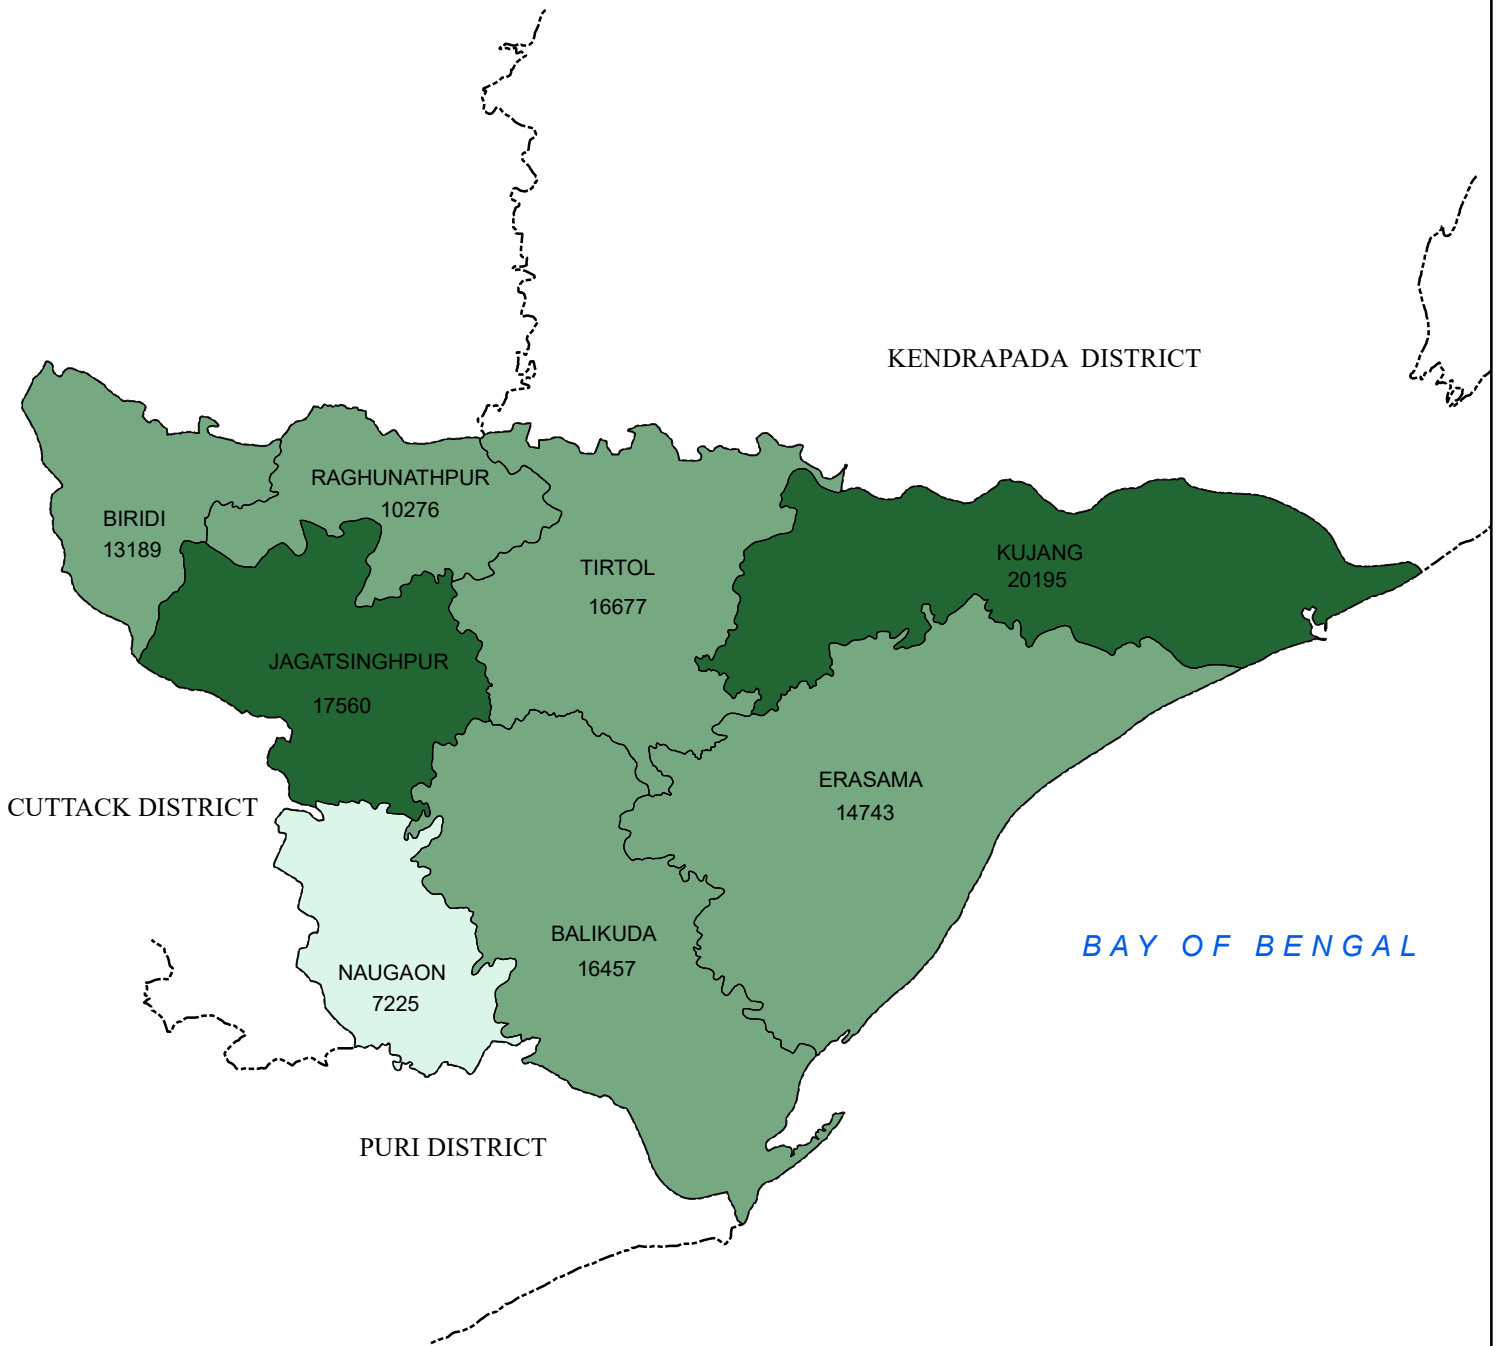 KENDRAPADA DISTRICT
RAGHUNATHPUR
10276
BIRIDI
13189
TIRTOL
16677
KUJANG
20195
JAGATSINGHPUR
17560
ERASAMA
14743
CUTTACK DISTRICT
BALIKUDA
16457
BAY OF BENGAL
NAUGAON
7225
PURI DISTRICT